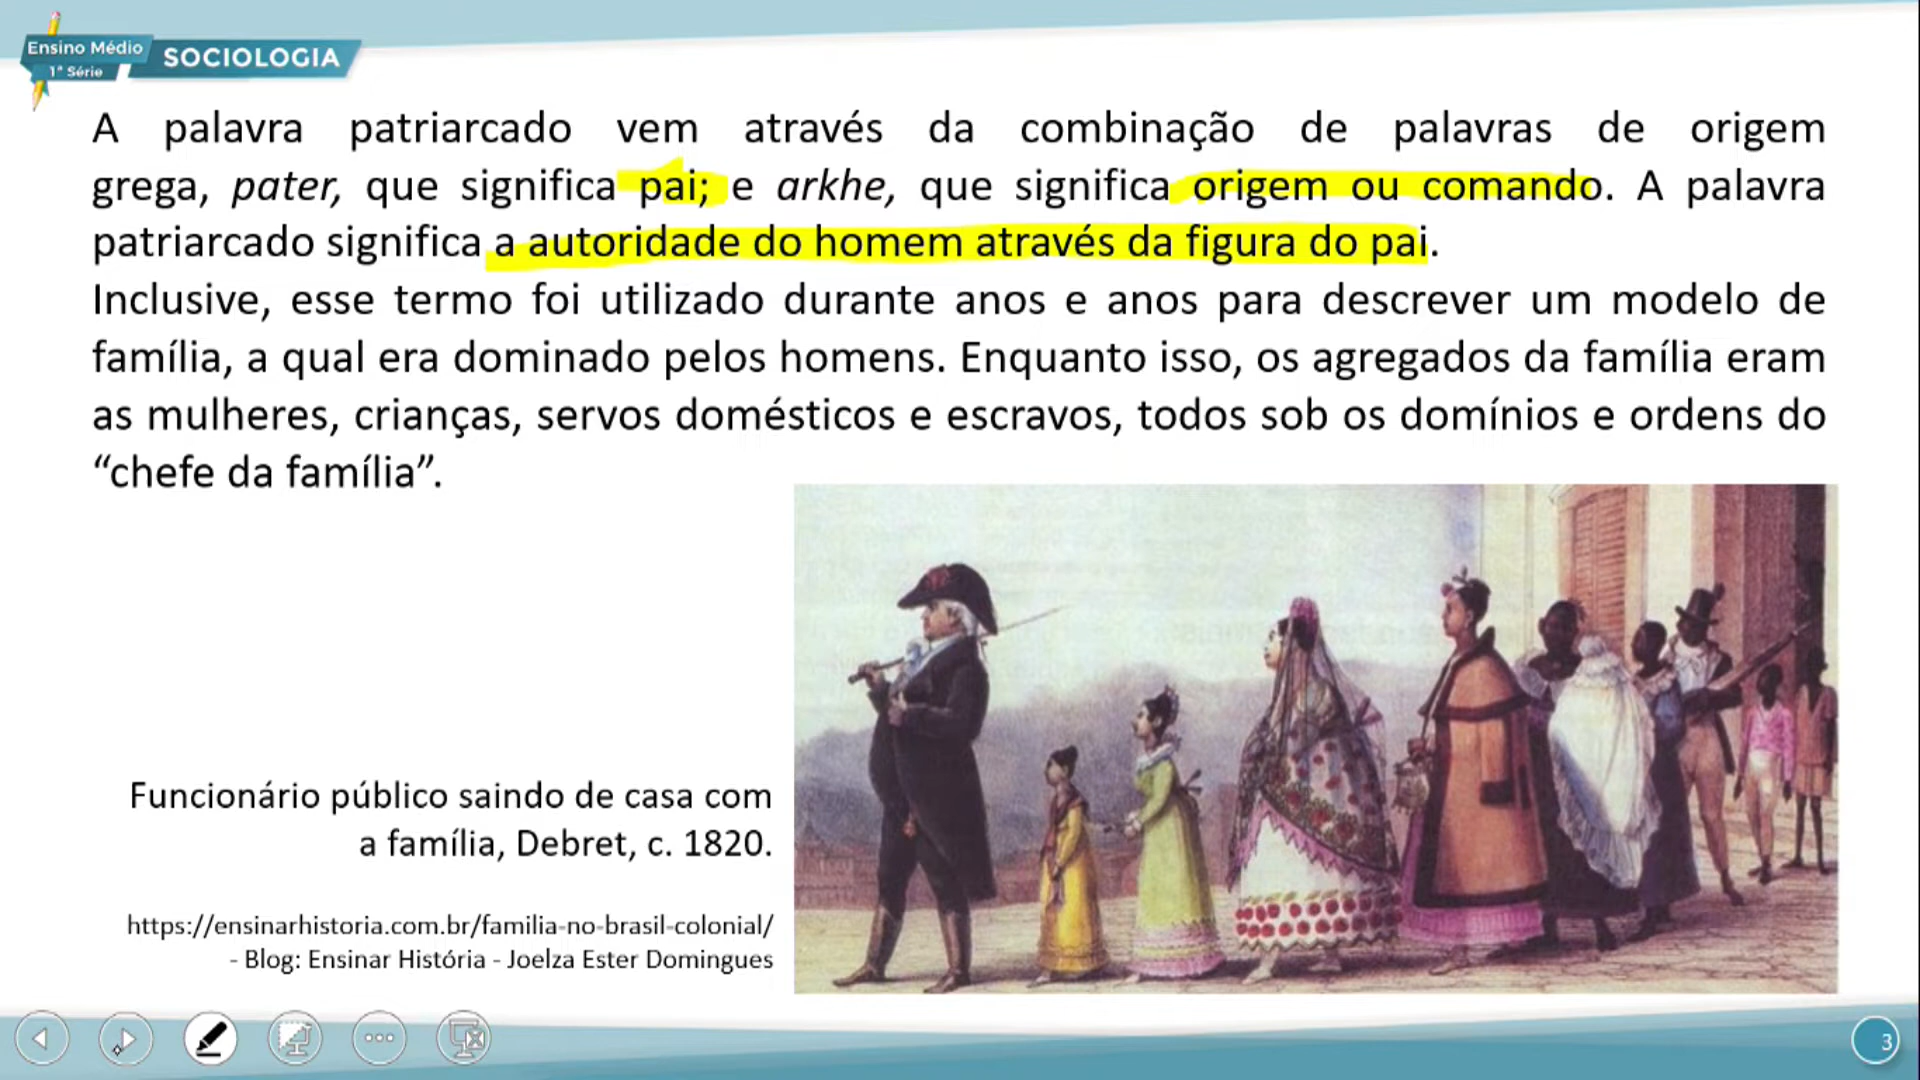 Ensino Médio
1ª Série
SOCIOLOGIA
A palavra patriarcado vem através da combinação de palavras de origem
grega, pater, que significa pai; e arkhe, que significa origem ou comando. A palavra
patriarcado significa a autoridade do homem através da figura do pai.
Inclusive, esse termo foi utilizado durante anos e anos para descrever um modelo de
família, a qual era dominado pelos homens. Enquanto isso, os agregados da família eram
as mulheres, crianças, servos domésticos e escravos, todos sob os domínios e ordens do
“chefe da família”.
Funcionário público saindo de casa com
a família, Debret, c. 1820.
https://ensinarhistoria.com.br/familia-no-brasil-colonial/
- Blog: Ensinar História - Joelza Ester Domingues
3